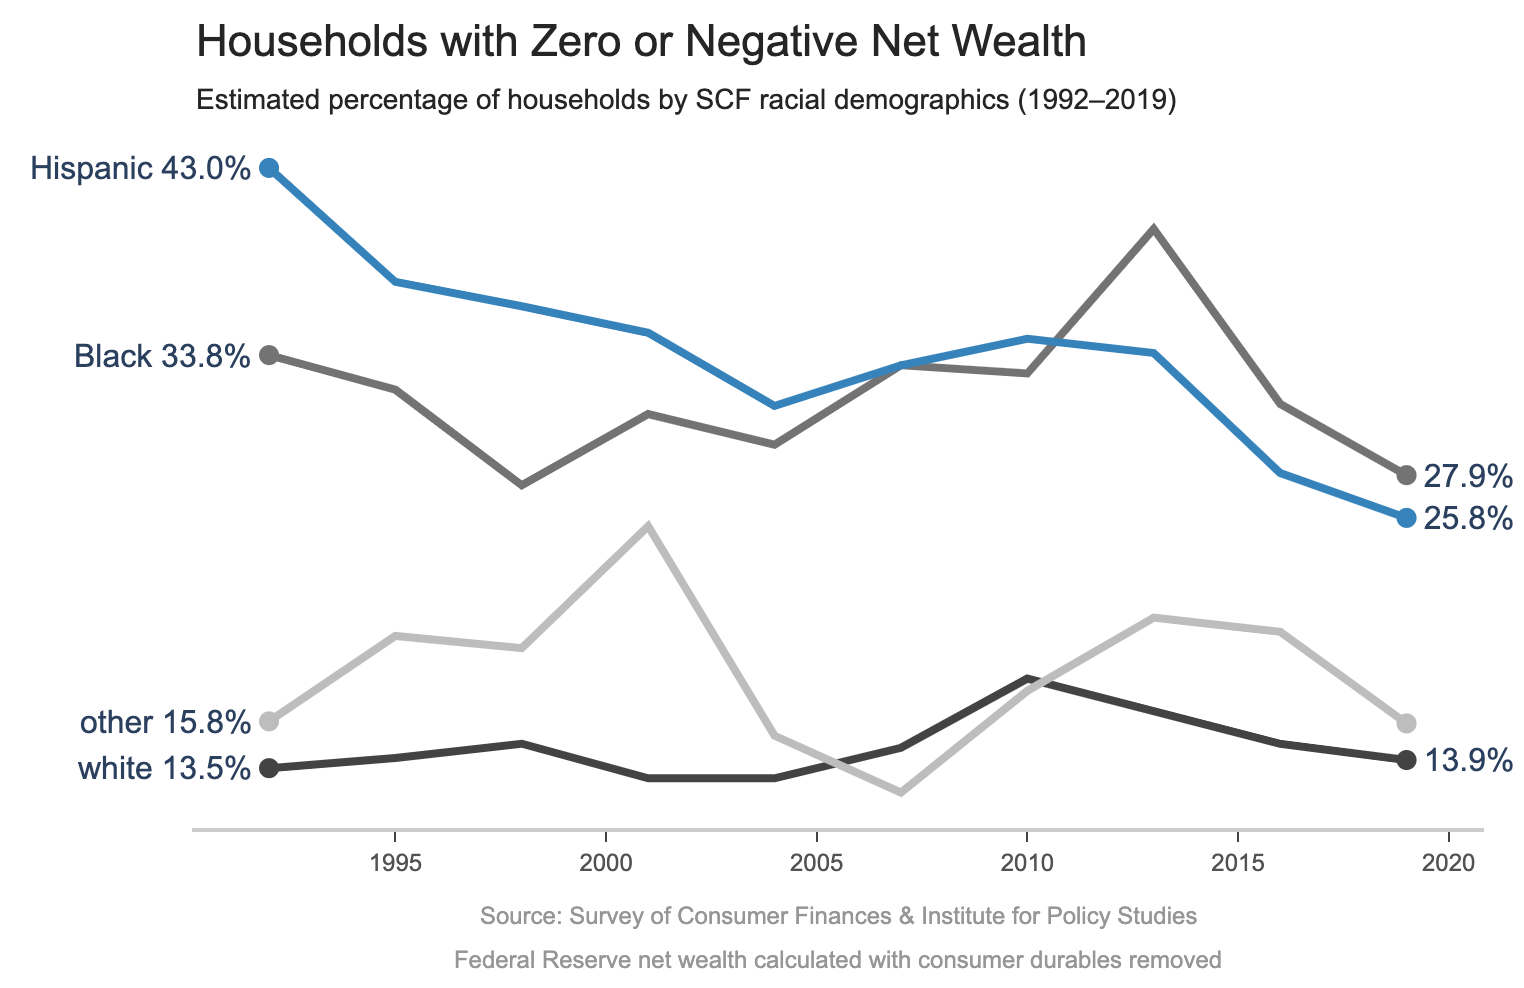 Households with Zero or Negative Net Wealth
Estimated percentage of households by SCF racial demographics (1992–2019)
Hispanic 43.0%
Black 33.8%
27.9%
25.8%
other 15.8%
white 13.5%
13.9%
1995 2000 2005 2010 2015 2020
Source: Survey of Consumer Finances & Institute for Policy Studies
Federal Reserve net wealth calculated with consumer durables removed